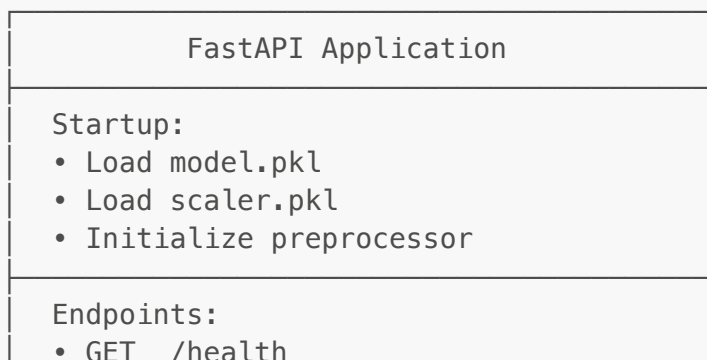 FastAPI Application
Startup:
• Load model.pkl
• Load scaler.pkl
• Initialize preprocessor
Endpoints:
• GET  /health